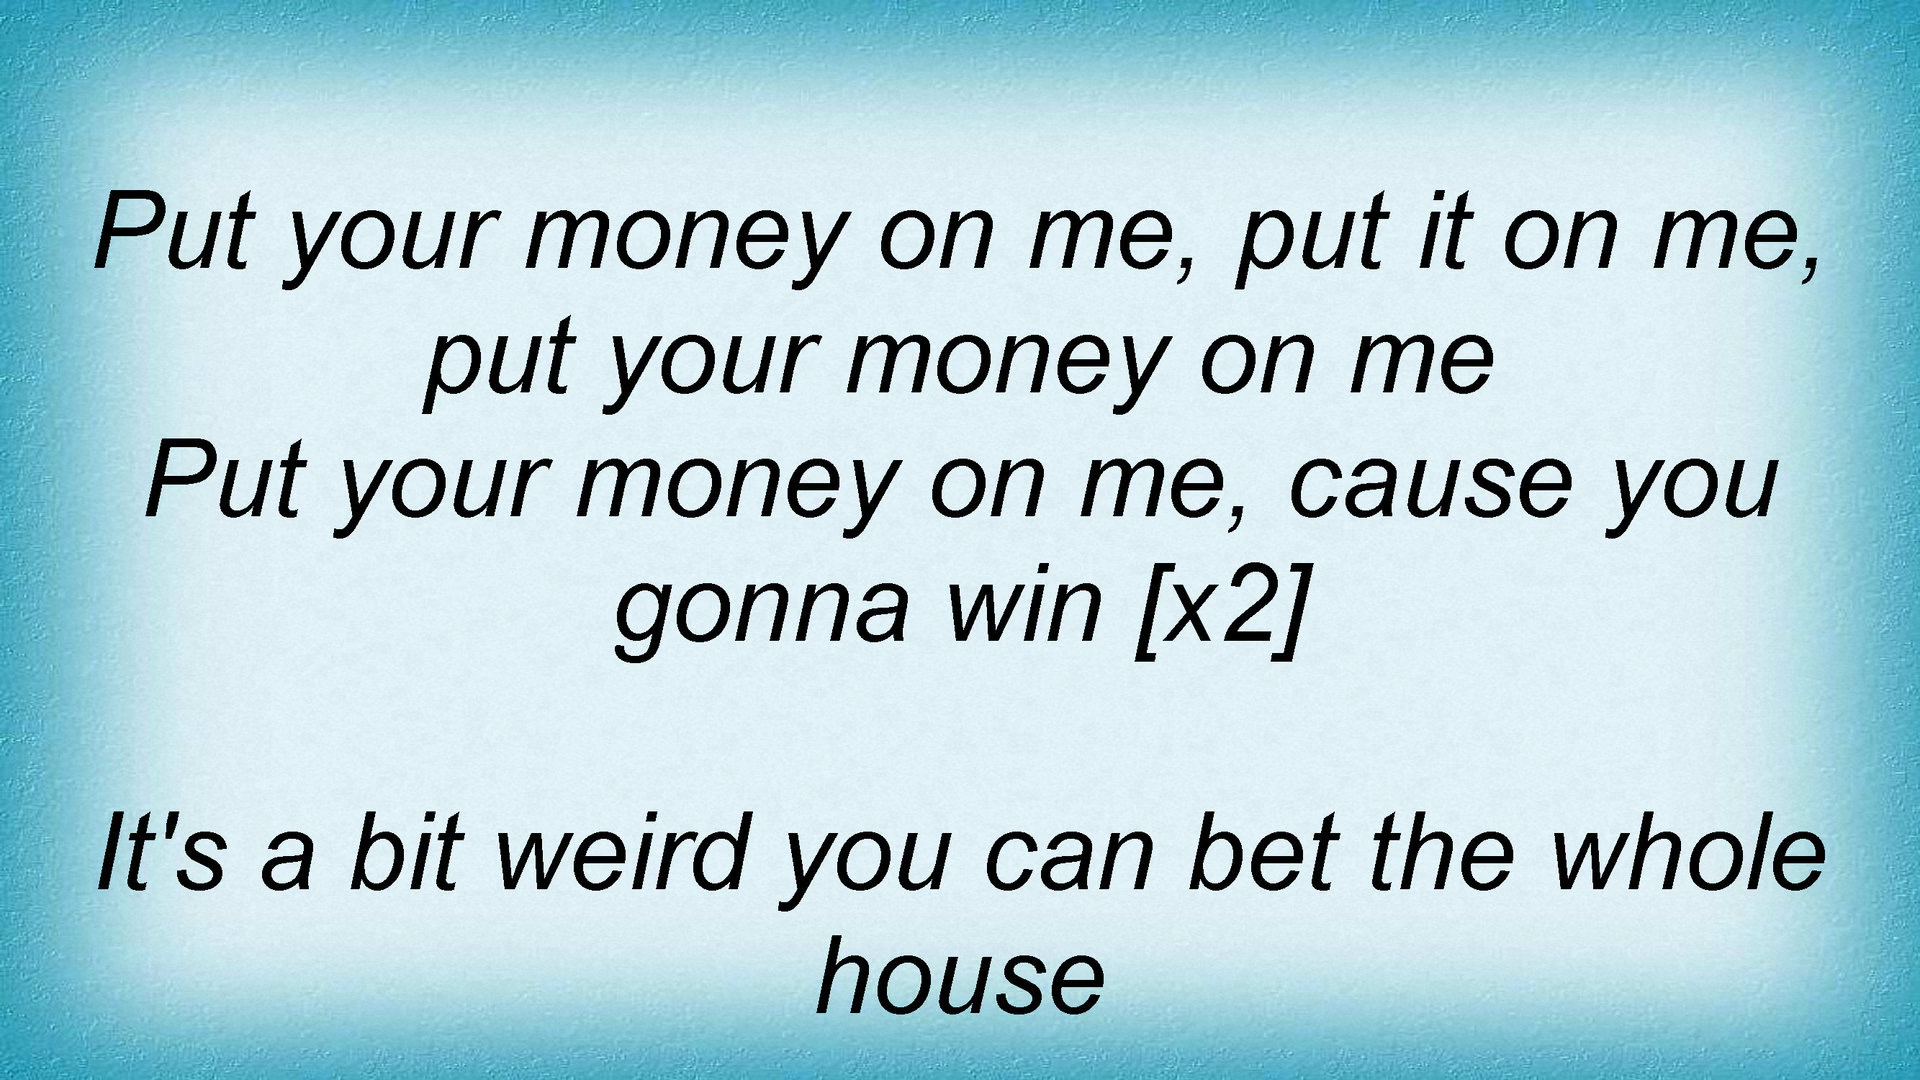 Put your money on me, put it on me,
put your money on me
Put your money on me, cause you
gonna win [x2]
It's a bit weird you can bet the whole
house